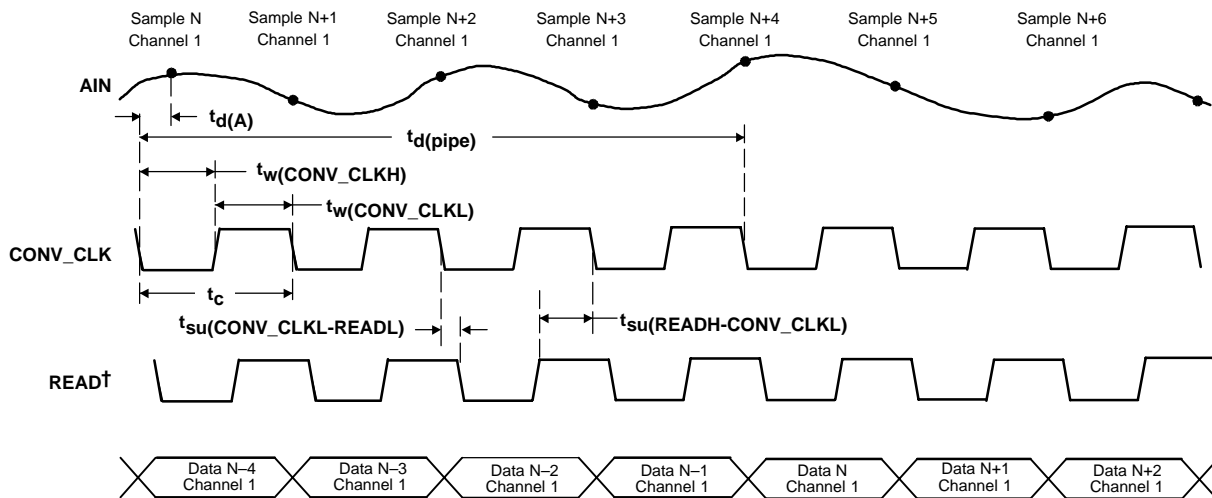 Sample N Sample N+1 Sample N+2 Sample N+3 Sample N+4 Sample N+5 Sample N+6
Channel 1 Channel 1 Channel 1 Channel 1 Channel 1 Channel 1 Channel 1
AIN
td(A)
td(pipe)
tw(CONV_CLKH)
tw(CONV_CLKL)
CONV_CLK
tc
tsu(CONV_CLKL-READL)
tsu(READH-CONV_CLKL)
READ†
Data N–4 Data N–3 Data N–2 Data N–1 Data N Data N+1 Data N+2
Channel 1 Channel 1 Channel 1 Channel 1 Channel 1 Channel 1 Channel 1